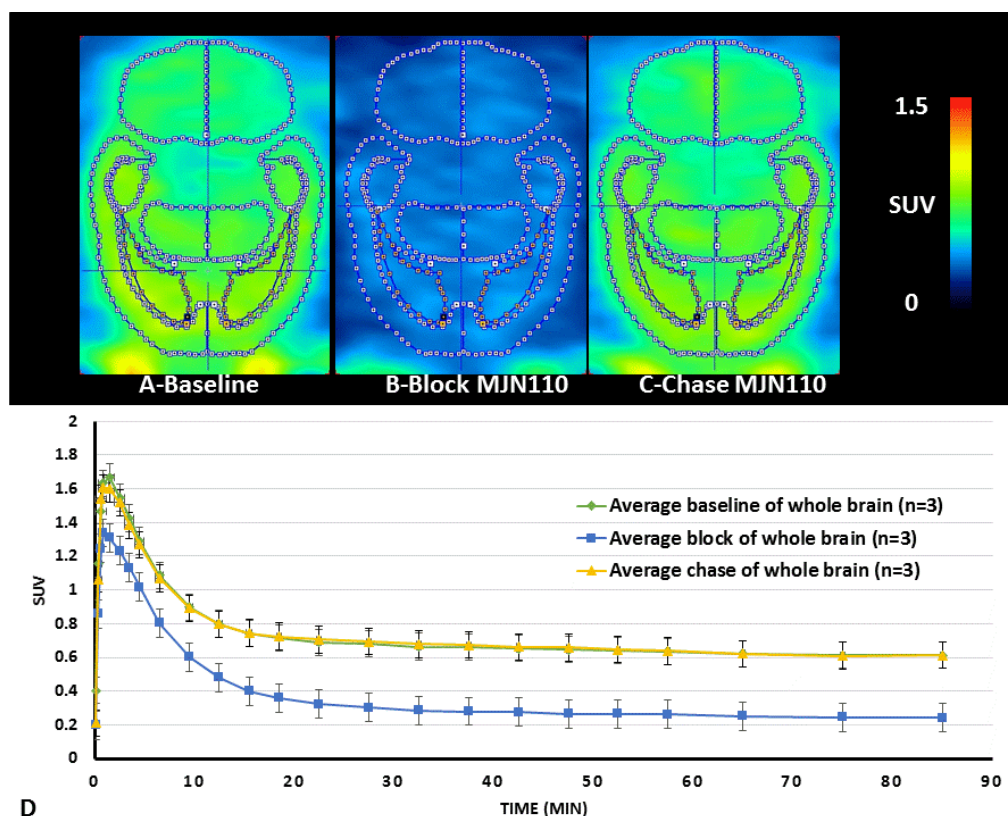 1.5
SUV
0
A-Baseline
B-Block MJN110
C-Chase MJN110
2
1.8
1.6
1.4
1.2
1
0.8
0.6
0.4
0.2
0
SUV
Average baseline of whole brain (n=3)
Average block of whole brain (n=3)
Average chase of whole brain (n=3)
0 10 20 30 40 50 60 70 80 90
TIME (MIN)
D